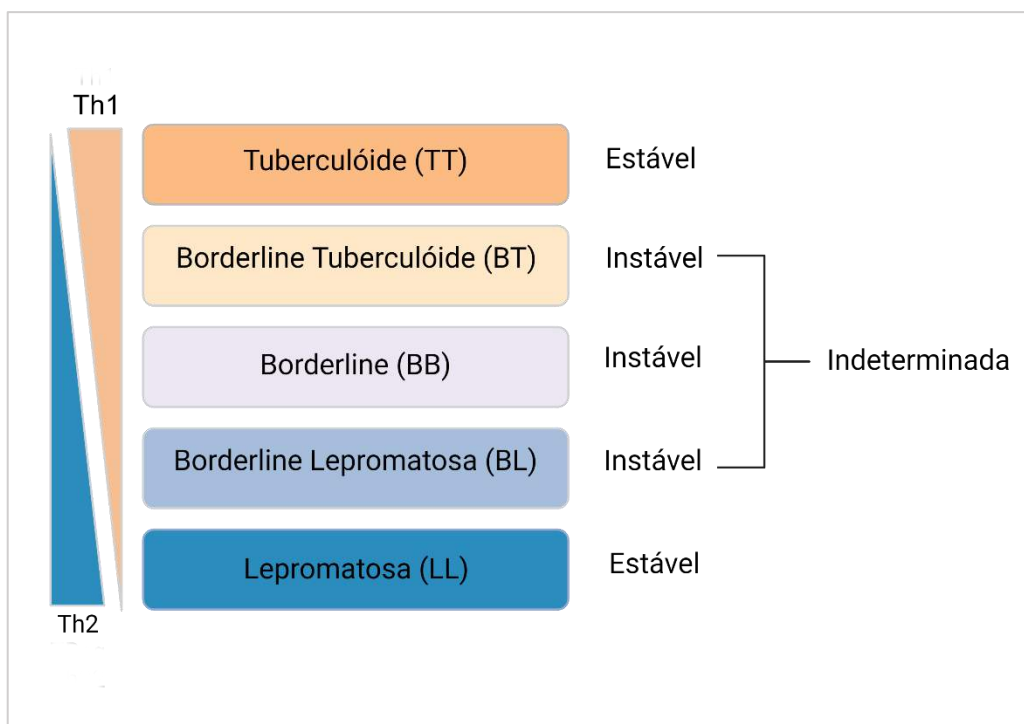 Th1
Tuberculóide (TT)
Estável
Borderline Tuberculóide (BT)
Instável
Borderline (BB)
Instável
Indeterminada
Borderline Lepromatosa (BL)
Instável
Lepromatosa (LL)
Estável
Th2